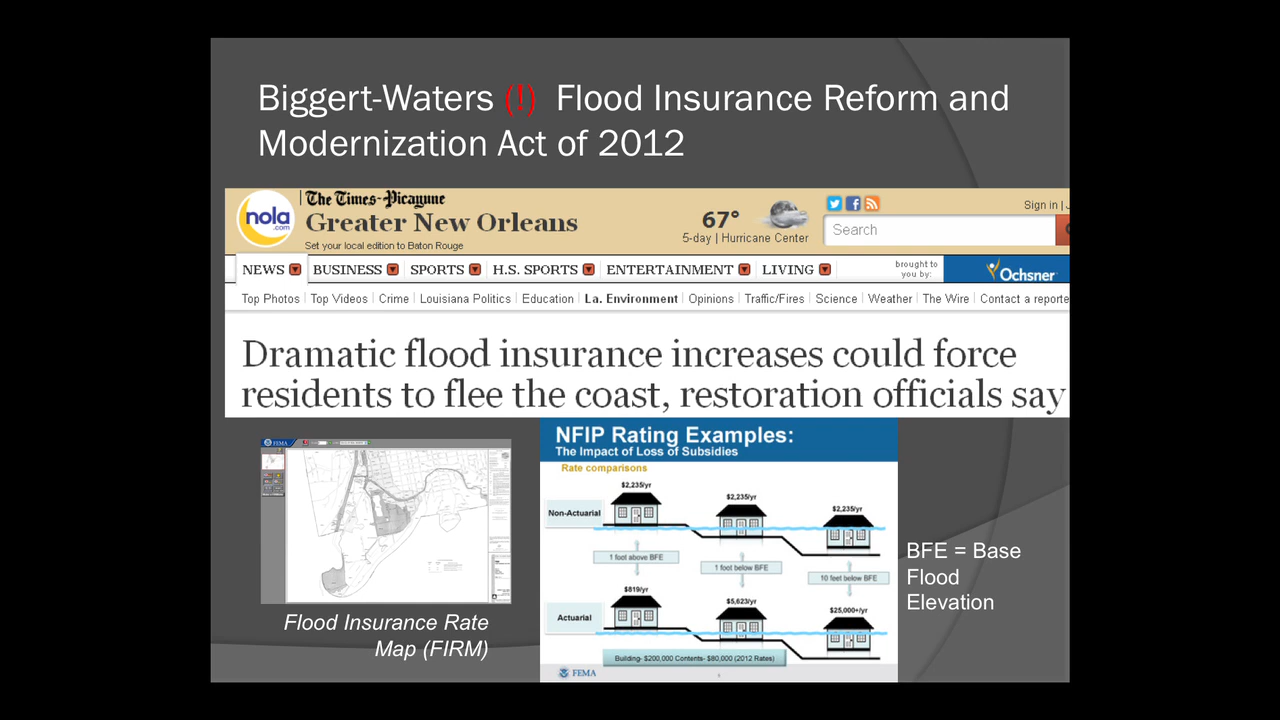 Biggert-Waters (!) Flood Insurance Reform and
Modernization Act of 2012
nola
.com
The Times-Picayune
Greater New Orleans
Set your local edition to Baton Rouge
67°
5-day | Hurricane Center
Sign in |
Search
NEWS BUSINESS SPORTS H.S. SPORTS ENTERTAINMENT LIVING
brought to
you by:
Ochsner
Top Photos Top Videos Crime Louisiana Politics Education La. Environment Opinions Traffic/Fires Science Weather The Wire Contact a reporte
Dramatic flood insurance increases could force
residents to flee the coast, restoration officials say
FEMA
Flood Insurance Rate
Map (FIRM)
NFIP Rating Examples:
The Impact of Loss of Subsidies
Rate comparisons
$2,235/yr
$2,235/yr
$2,235/yr
Non-Actuarial
1 foot above BFE
1 foot below BFE
10 feet below BFE
$819/yr
$5,623/yr
$25,000+/yr
Actuarial
Building- $200,000 Contents- $80,000 (2012 Rates)
FEMA
BFE = Base
Flood
Elevation